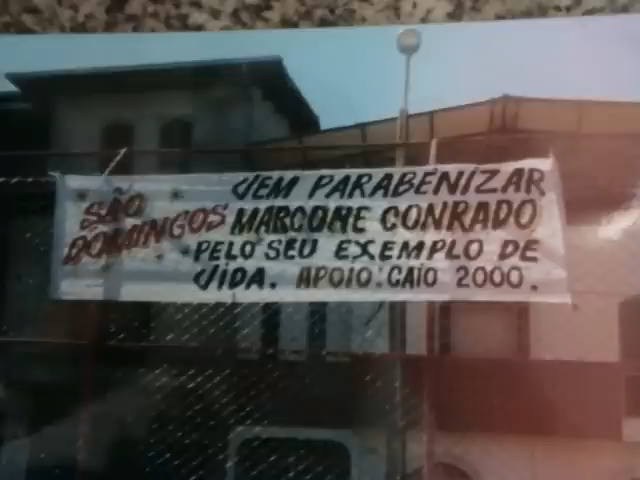 SÃO
DOMINGOS
VEM PARABENIZAR
MARCONE CONRADO
PELO SEU EXEMPLO DE
VIDA. APOIO: CAIO 2000.